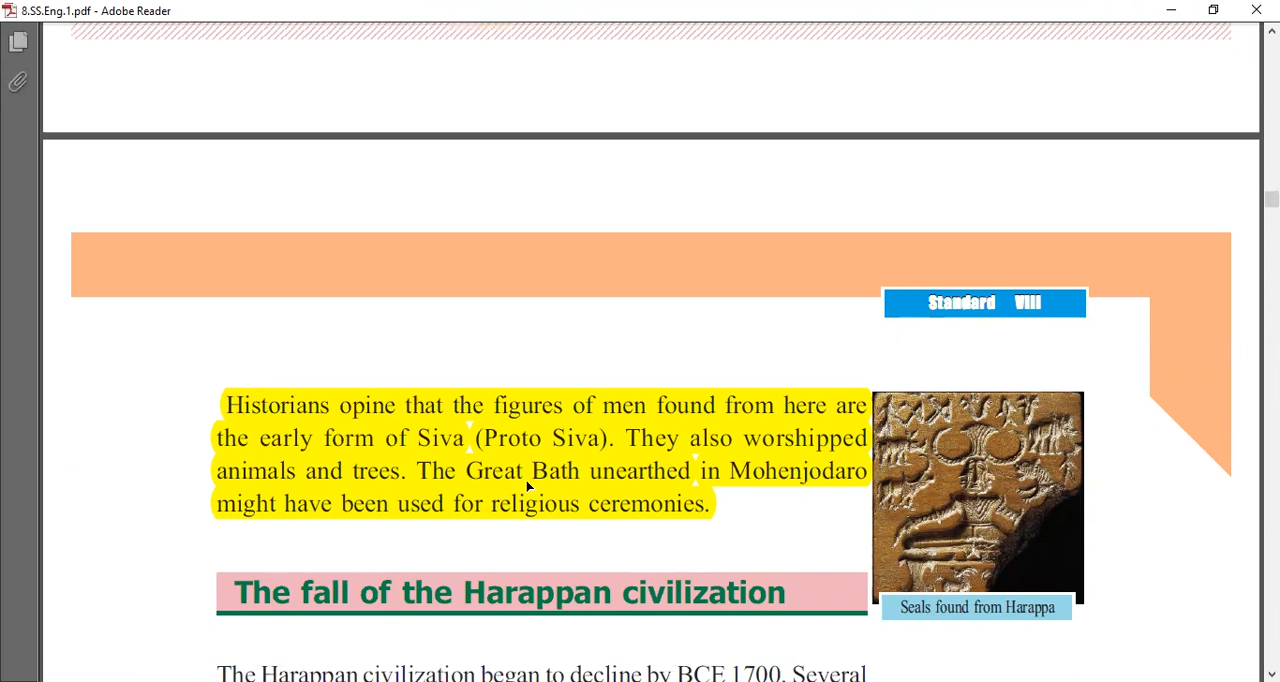 8.SS.Eng.1.pdf - Adobe Reader
Standard VIII
Historians opine that the figures of men found from here are
the early form of Siva (Proto Siva). They also worshipped
animals and trees. The Great Bath unearthed in Mohenjodaro
might have been used for religious ceremonies.
The fall of the Harappan civilization
Seals found from Harappa
The Harappan civilization began to decline by BCE 1700. Several